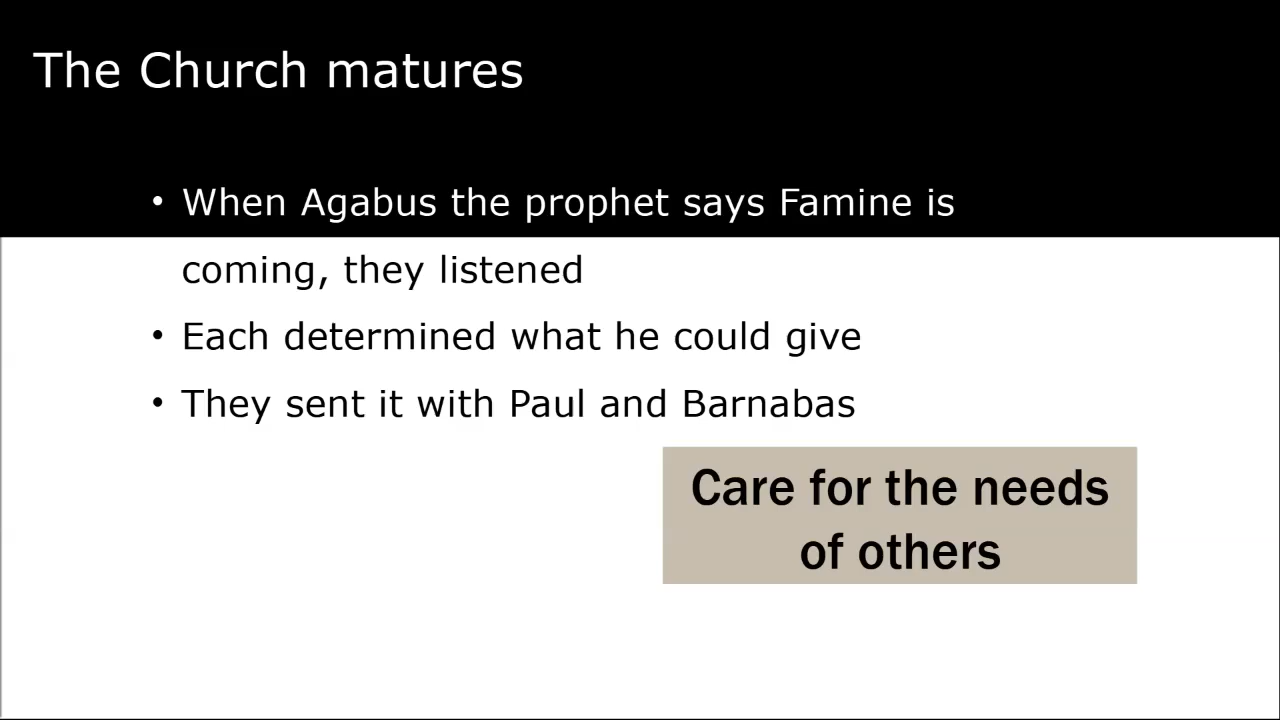 The Church matures
• When Agabus the prophet says Famine is
coming, they listened
• Each determined what he could give
• They sent it with Paul and Barnabas
Care for the needs
of others